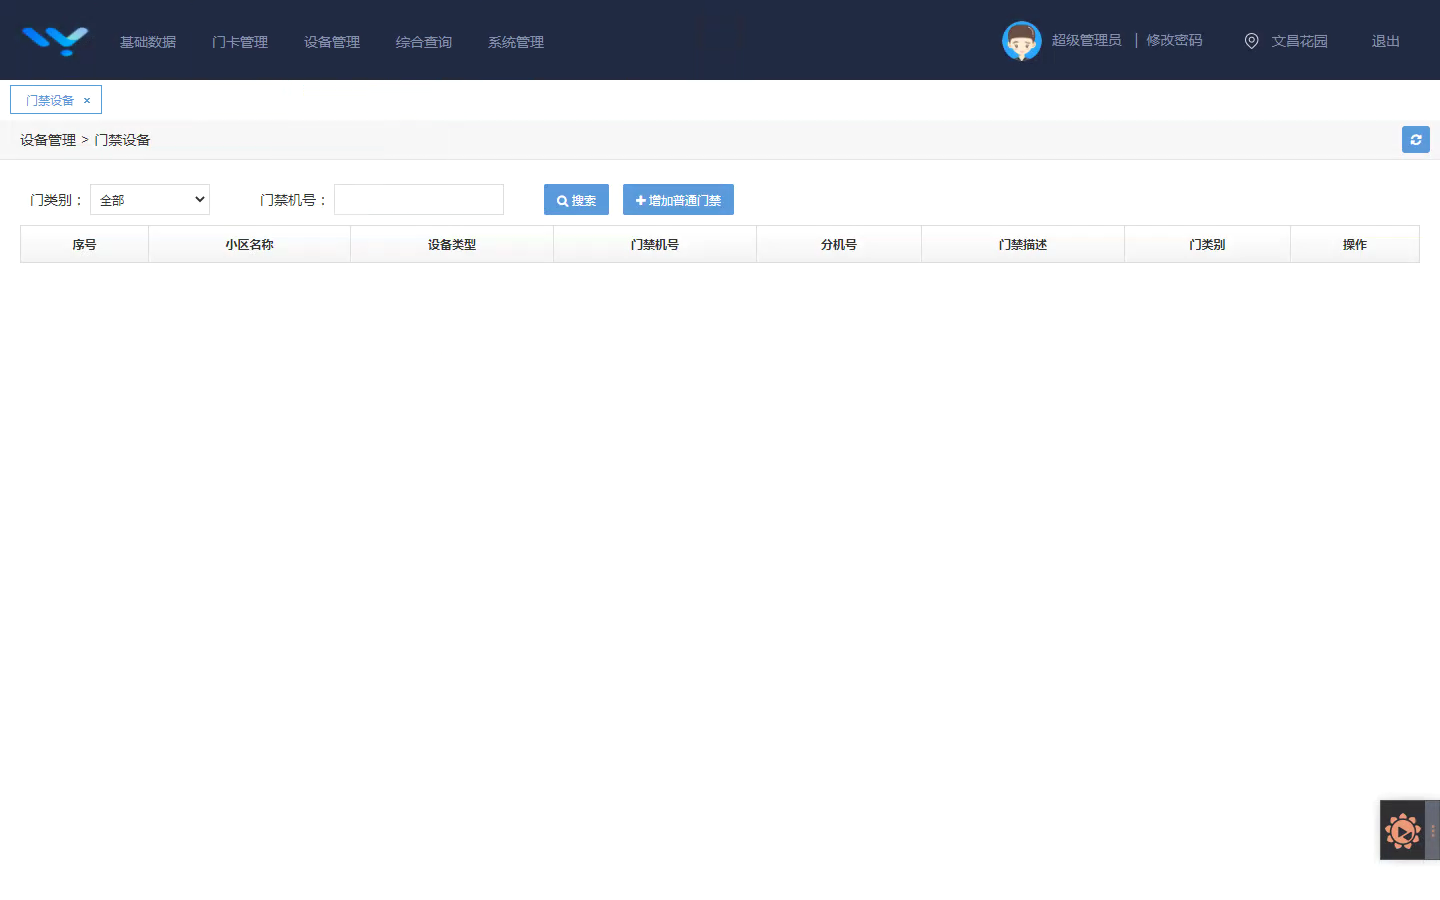 基础数据 门卡管理 设备管理 综合查询 系统管理 超级管理员 | 修改密码 文昌花园 退出
门禁设备 ×
设备管理 > 门禁设备
门类别： 全部 门禁机号： 搜索 增加普通门禁
序号 小区名称 设备类型 门禁机号 分机号 门禁描述 门类别 操作